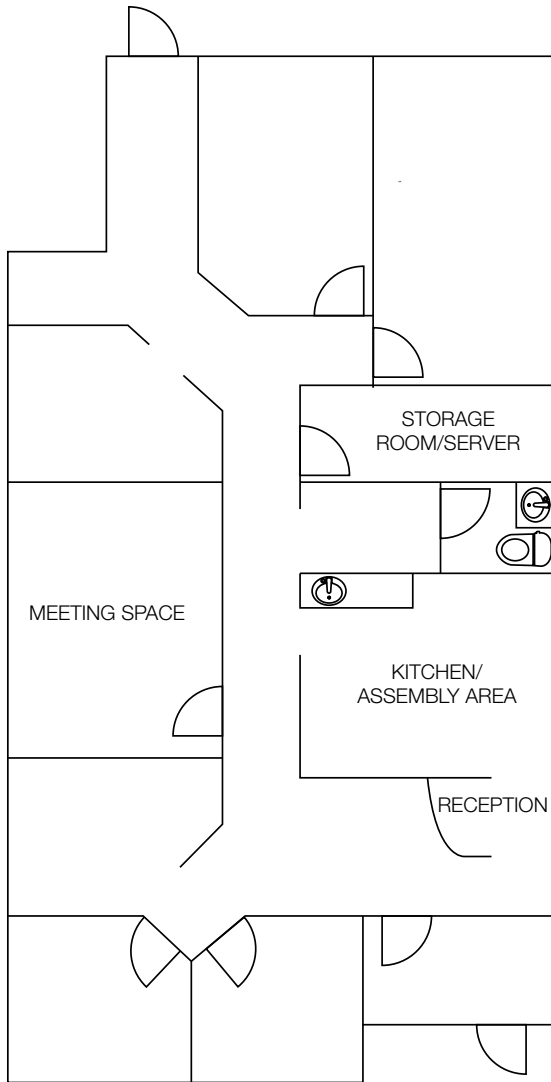 STORAGE
ROOM/SERVER
MEETING SPACE
KITCHEN/
ASSEMBLY AREA
RECEPTION